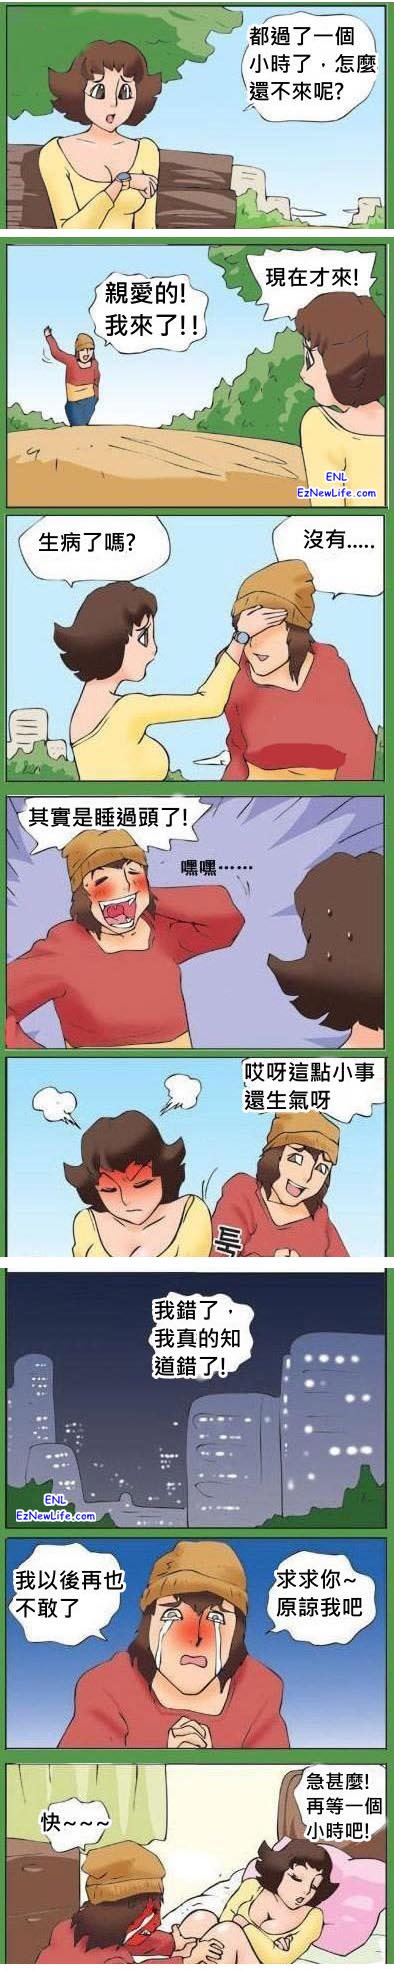 都過了一個
小時了，怎麼
還不來呢?
親愛的!
我來了!!
現在才來!
ENL
EzNewLife.com
生病了嗎?
沒有.....
其實是睡過頭了!
嘿嘿……
哎呀這點小事
還生氣呀
툭
我錯了，
我真的知
道錯了!
ENL
EzNewLife.com
我以後再也
不敢了
求求你~
原諒我吧
快~~~
急甚麼!
再等一個
小時吧!